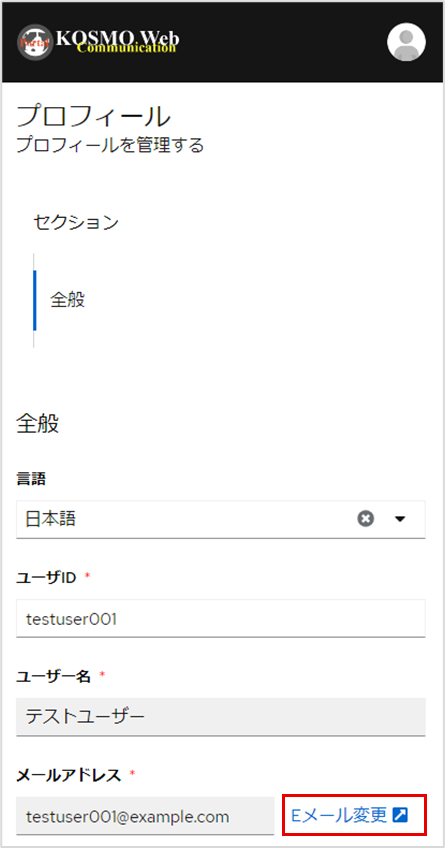 Portal
KOSMO.Web
Communication
プロフィール
プロフィールを管理する
セクション
全般
全般
言語
日本語
ユーザID *
testuser001
ユーザー名 *
テストユーザー
メールアドレス *
testuser001@example.com Eメール変更